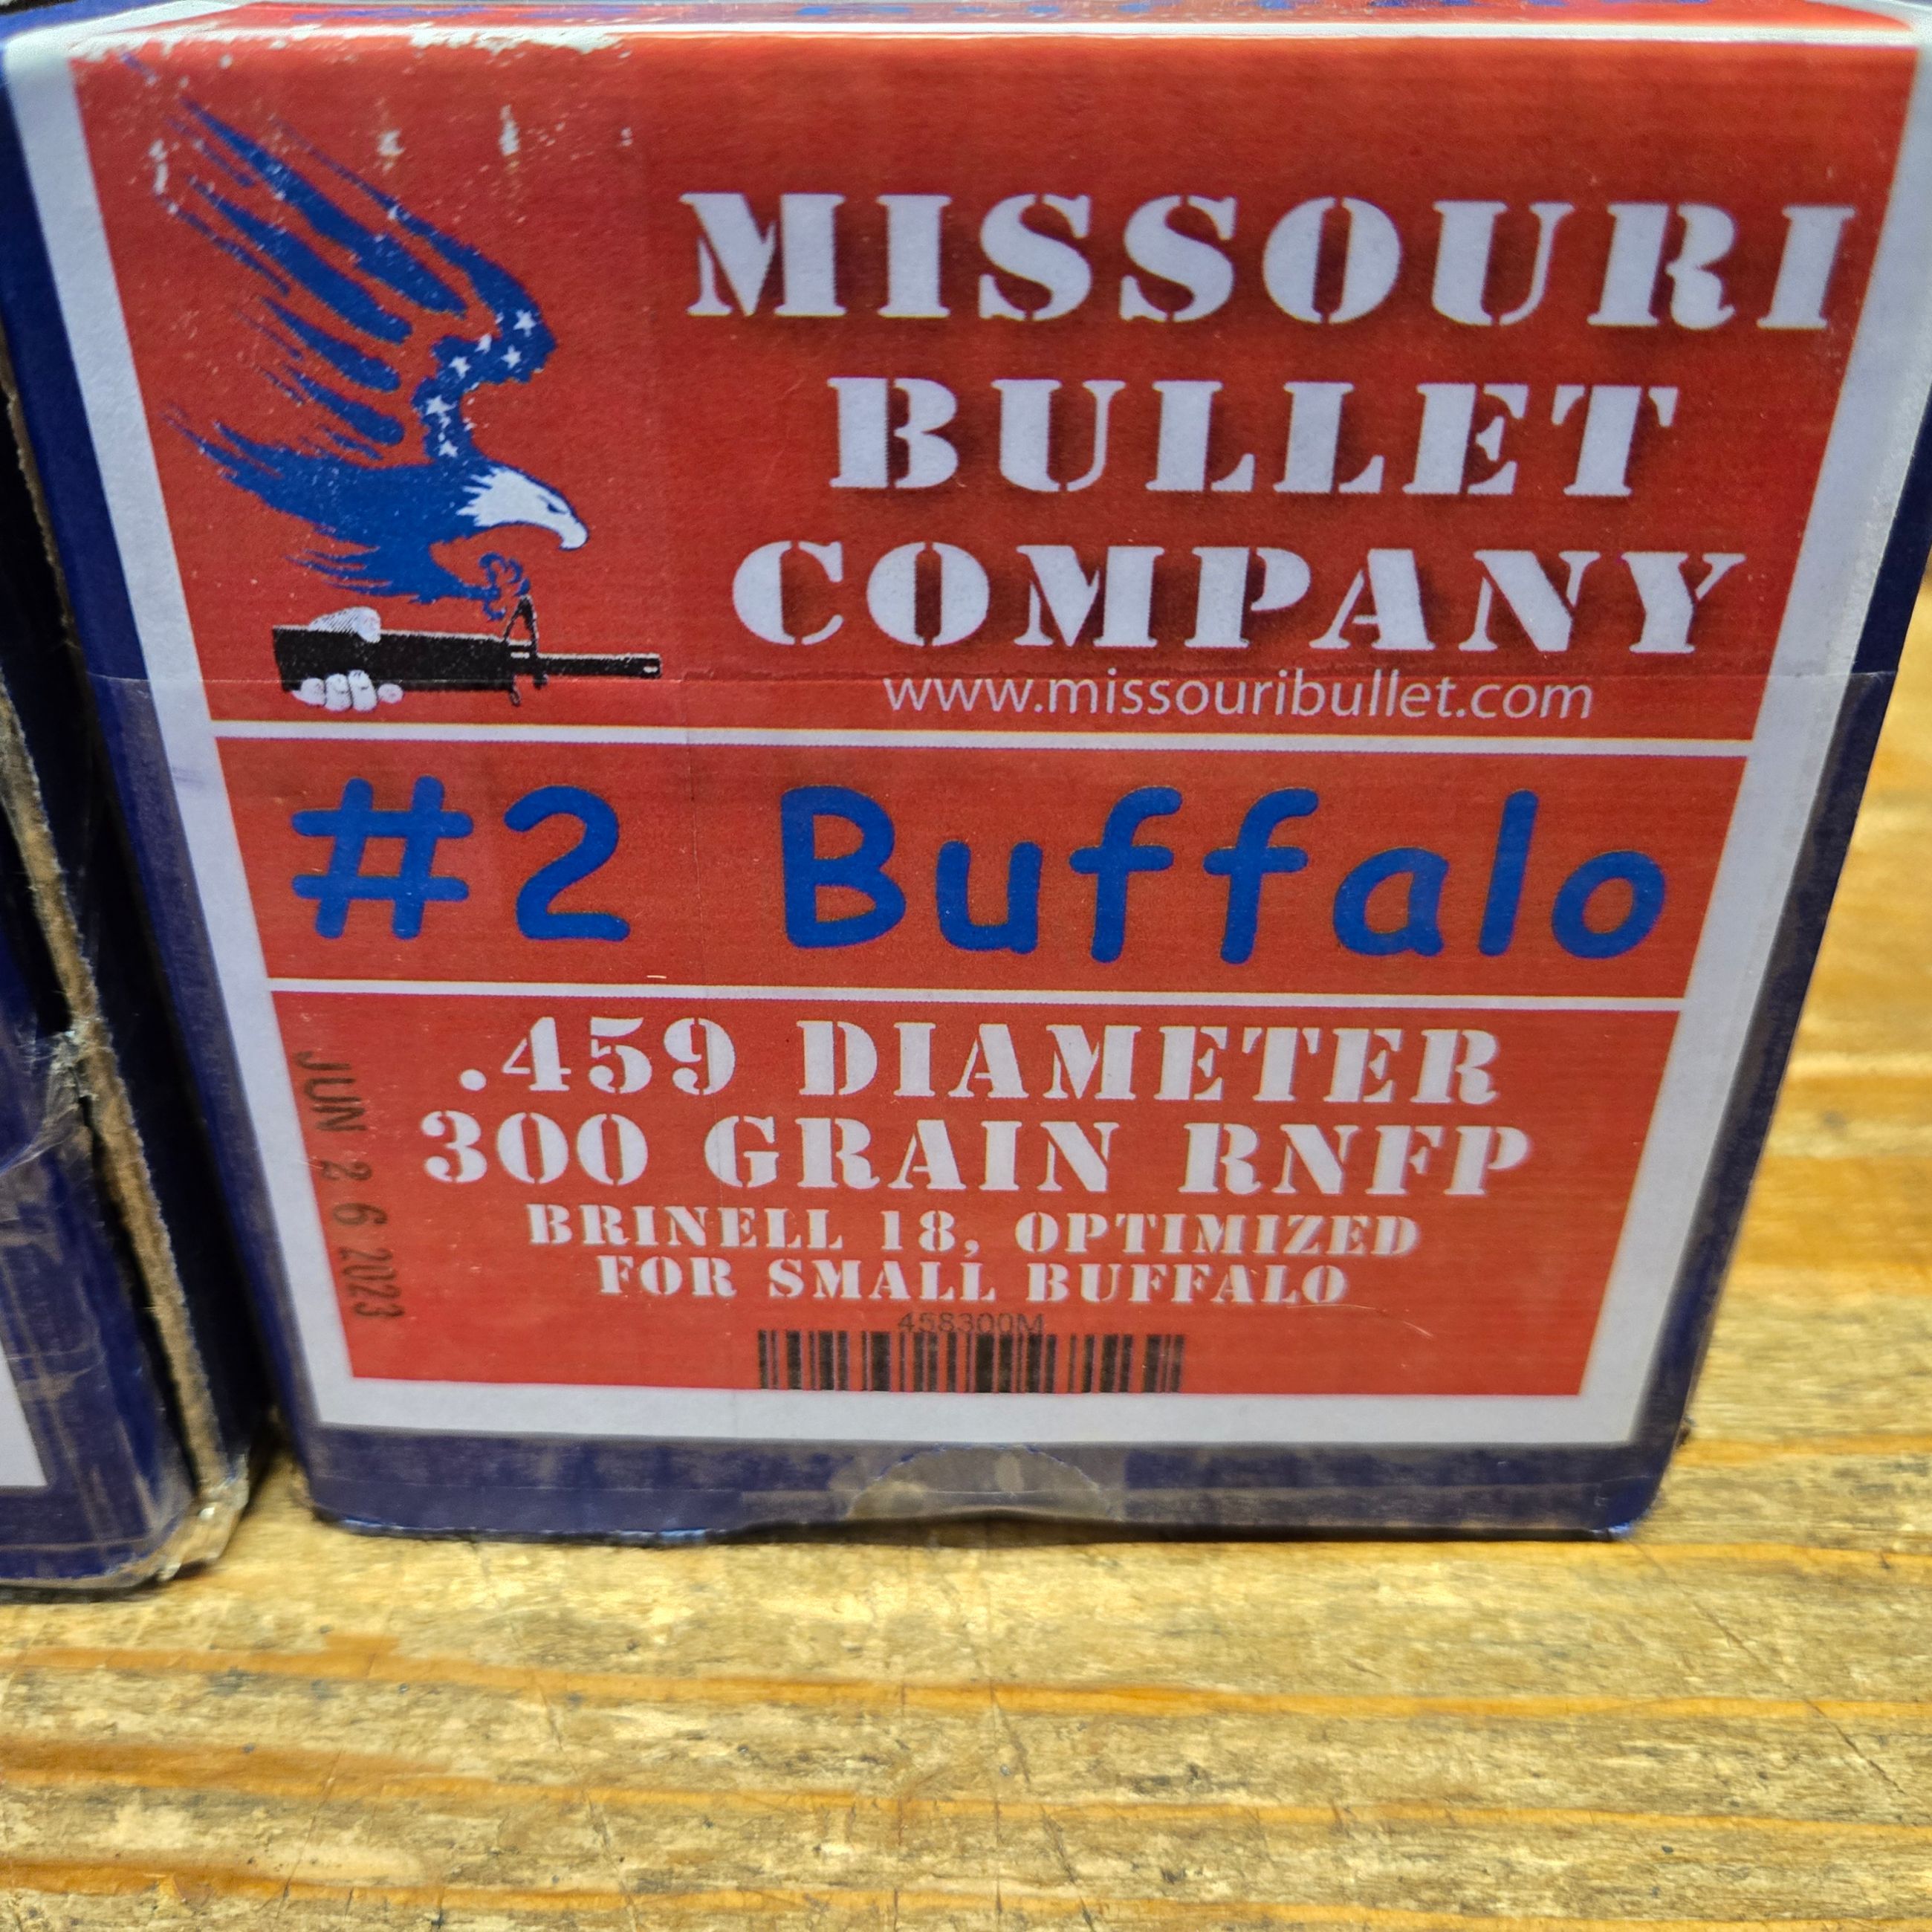 MISSOURI
BULLET
COMPANY
www.missouribullet.com
#2 Buffalo
.459 DIAMETER
300 GRAIN RNFP
BRINELL 18, OPTIMIZED
FOR SMALL BUFFALO
458300M
JUN 26 2023